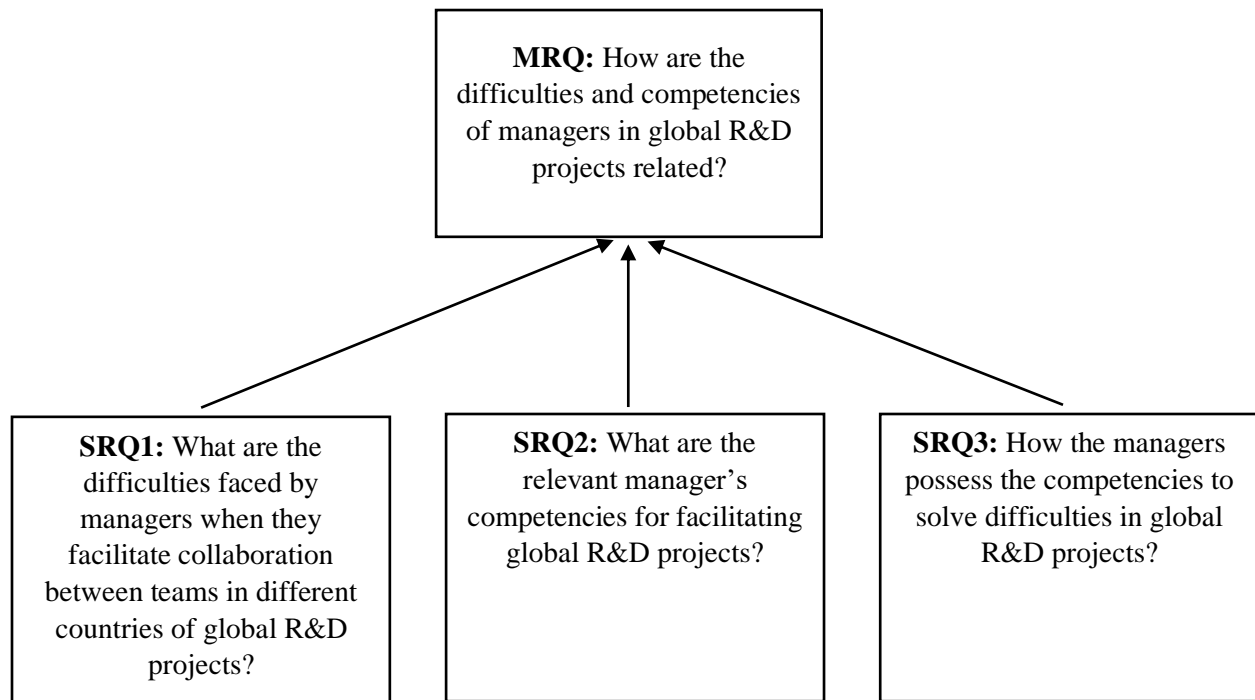 MRQ: How are the
difficulties and competencies
of managers in global R&D
projects related?
SRQ1: What are the
difficulties faced by
managers when they
facilitate collaboration
between teams in different
countries of global R&D
projects?
SRQ2: What are the
relevant manager’s
competencies for facilitating
global R&D projects?
SRQ3: How the managers
possess the competencies to
solve difficulties in global
R&D projects?